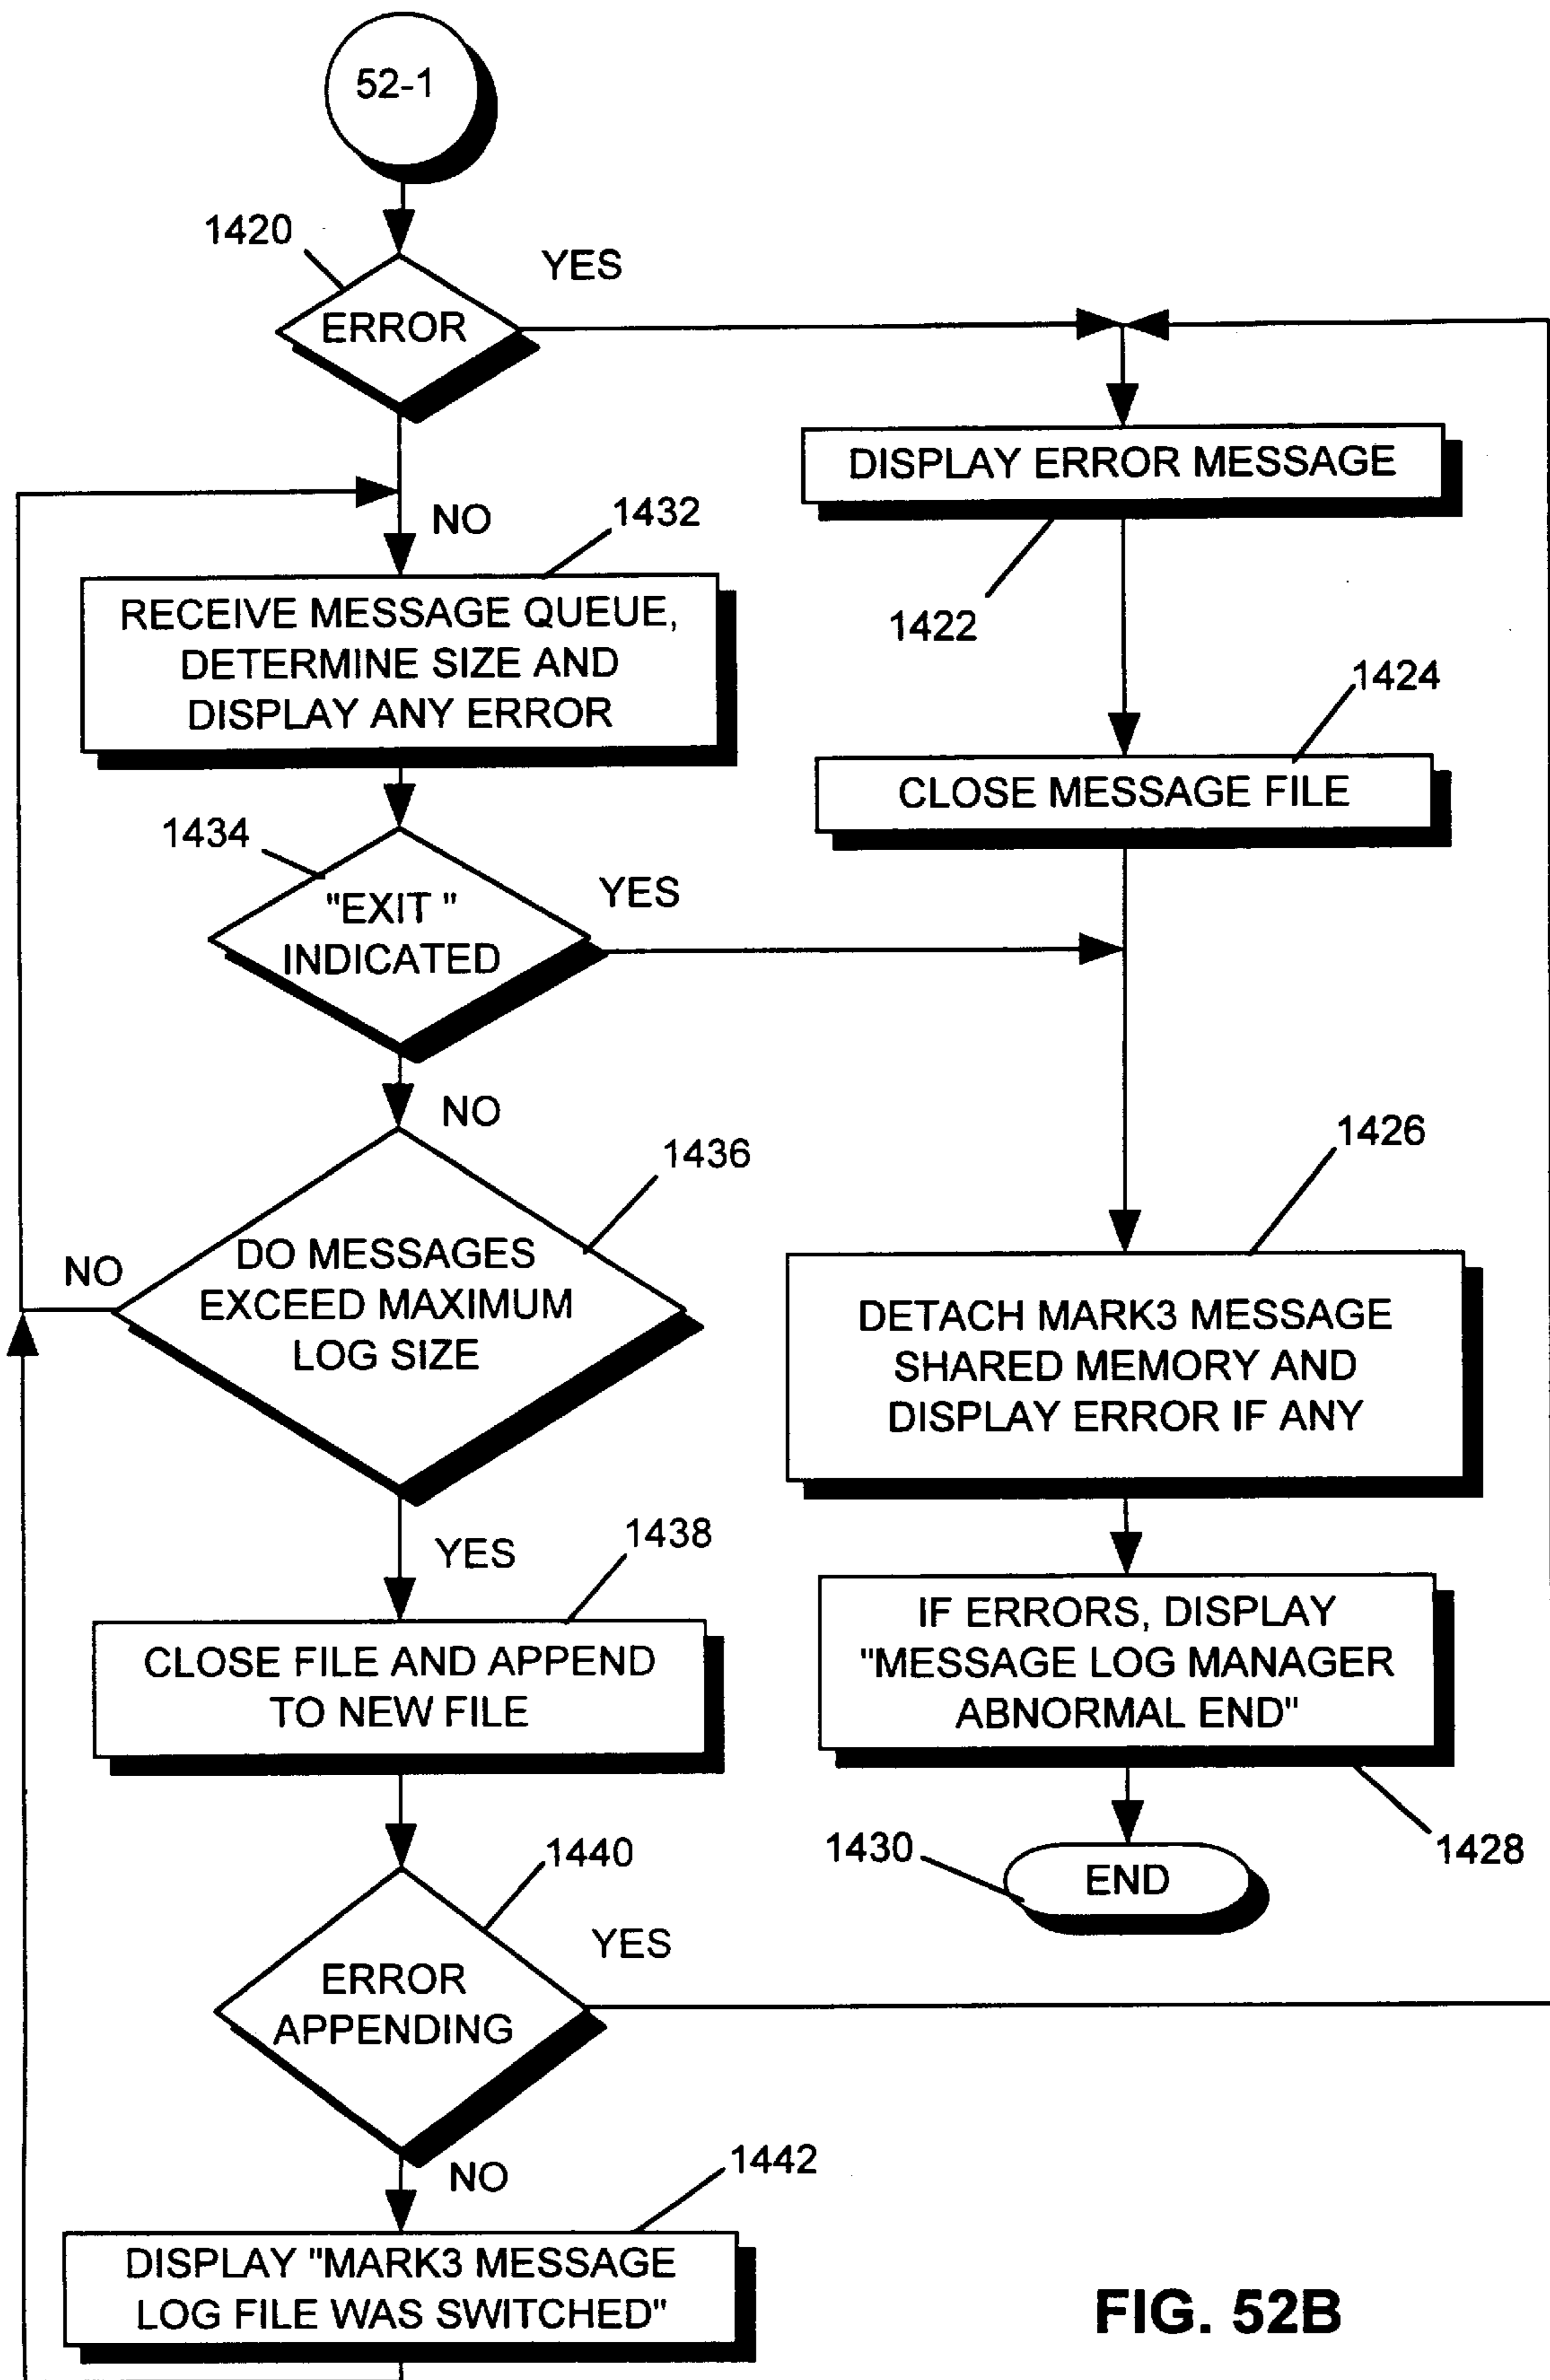 52-1
1420
YES
ERROR
DISPLAY ERROR MESSAGE
NO
1432
1422
RECEIVE MESSAGE QUEUE,
DETERMINE SIZE AND
DISPLAY ANY ERROR
1424
CLOSE MESSAGE FILE
1434
YES
"EXIT "
INDICATED
NO
1436
1426
NO
DO MESSAGES
EXCEED MAXIMUM
LOG SIZE
DETACH MARK3 MESSAGE
SHARED MEMORY AND
DISPLAY ERROR IF ANY
YES
1438
IF ERRORS, DISPLAY
"MESSAGE LOG MANAGER
ABNORMAL END"
CLOSE FILE AND APPEND
TO NEW FILE
1440
1430
END
1428
YES
ERROR
APPENDING
NO
1442
DISPLAY "MARK3 MESSAGE
LOG FILE WAS SWITCHED"
FIG. 52B